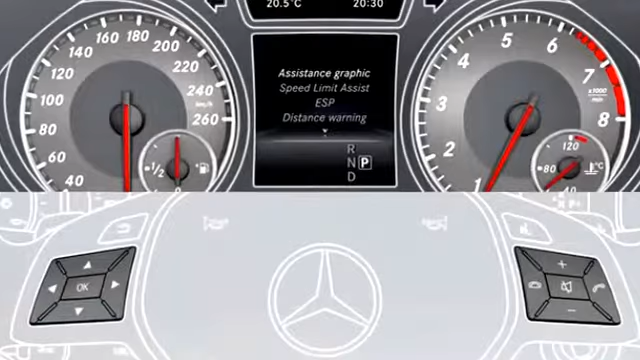 20.5°C 20:30
160 180
140 200
120 220
100 240
km/h
80 260
60
40
1/2
Assistance graphic
Speed Limit Assist
ESP
Distance warning
R
N P
D
5
4 6
3 7
x1000
min
2 8
1
120
80 °C
40
OK
+
−